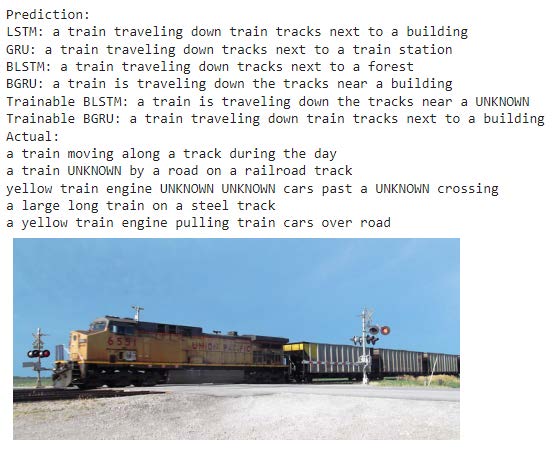 Prediction:
LSTM: a train traveling down train tracks next to a building
GRU: a train traveling down tracks next to a train station
BLSTM: a train traveling down tracks next to a forest
BGRU: a train is traveling down the tracks near a building
Trainable BLSTM: a train is traveling down the tracks near a UNKNOWN
Trainable BGRU: a train traveling down train tracks next to a building
Actual:
a train moving along a track during the day
a train UNKNOWN by a road on a railroad track
yellow train engine UNKNOWN UNKNOWN cars past a UNKNOWN crossing
a large long train on a steel track
a yellow train engine pulling train cars over road
6591 UNION PACIFIC